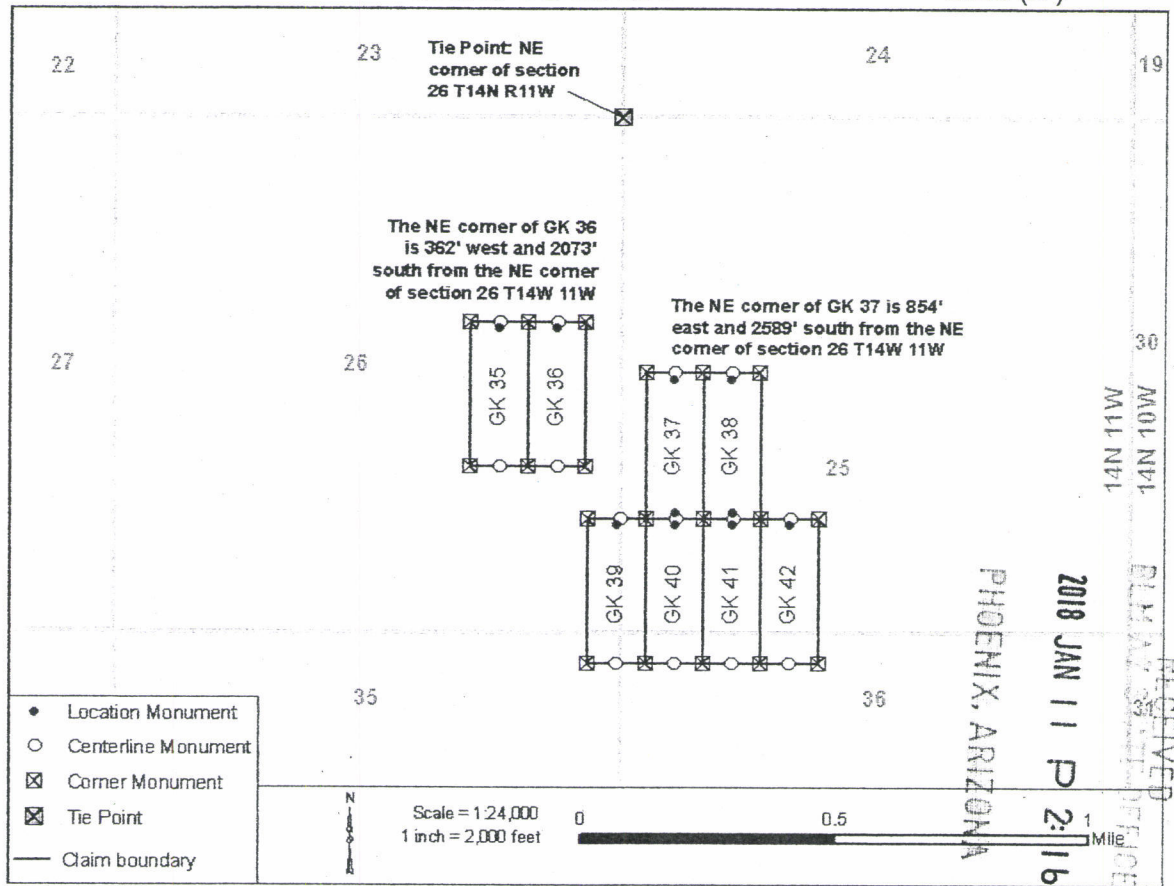 22
23
Tie Point: NE
corner of section
26 T14N R11W
24
19
The NE corner of GK 36
is 362' west and 2073'
south from the NE corner
of section 26 T14W 11W
The NE corner of GK 37 is 854'
east and 2589' south from the NE
corner of section 26 T14W 11W
27
26
30
GK 35
GK 36
GK 37
GK 38
25
14N 11W
14N 10W
GK 39
GK 40
GK 41
GK 42
35
36
31
RECEIVED
2018 JAN 11 P 2:16
PHOENIX, ARIZONA
Location Monument
Centerline Monument
Corner Monument
Tie Point
Claim boundary
N
Scale = 1:24,000
1 inch = 2,000 feet
0 0.5 1
Mile